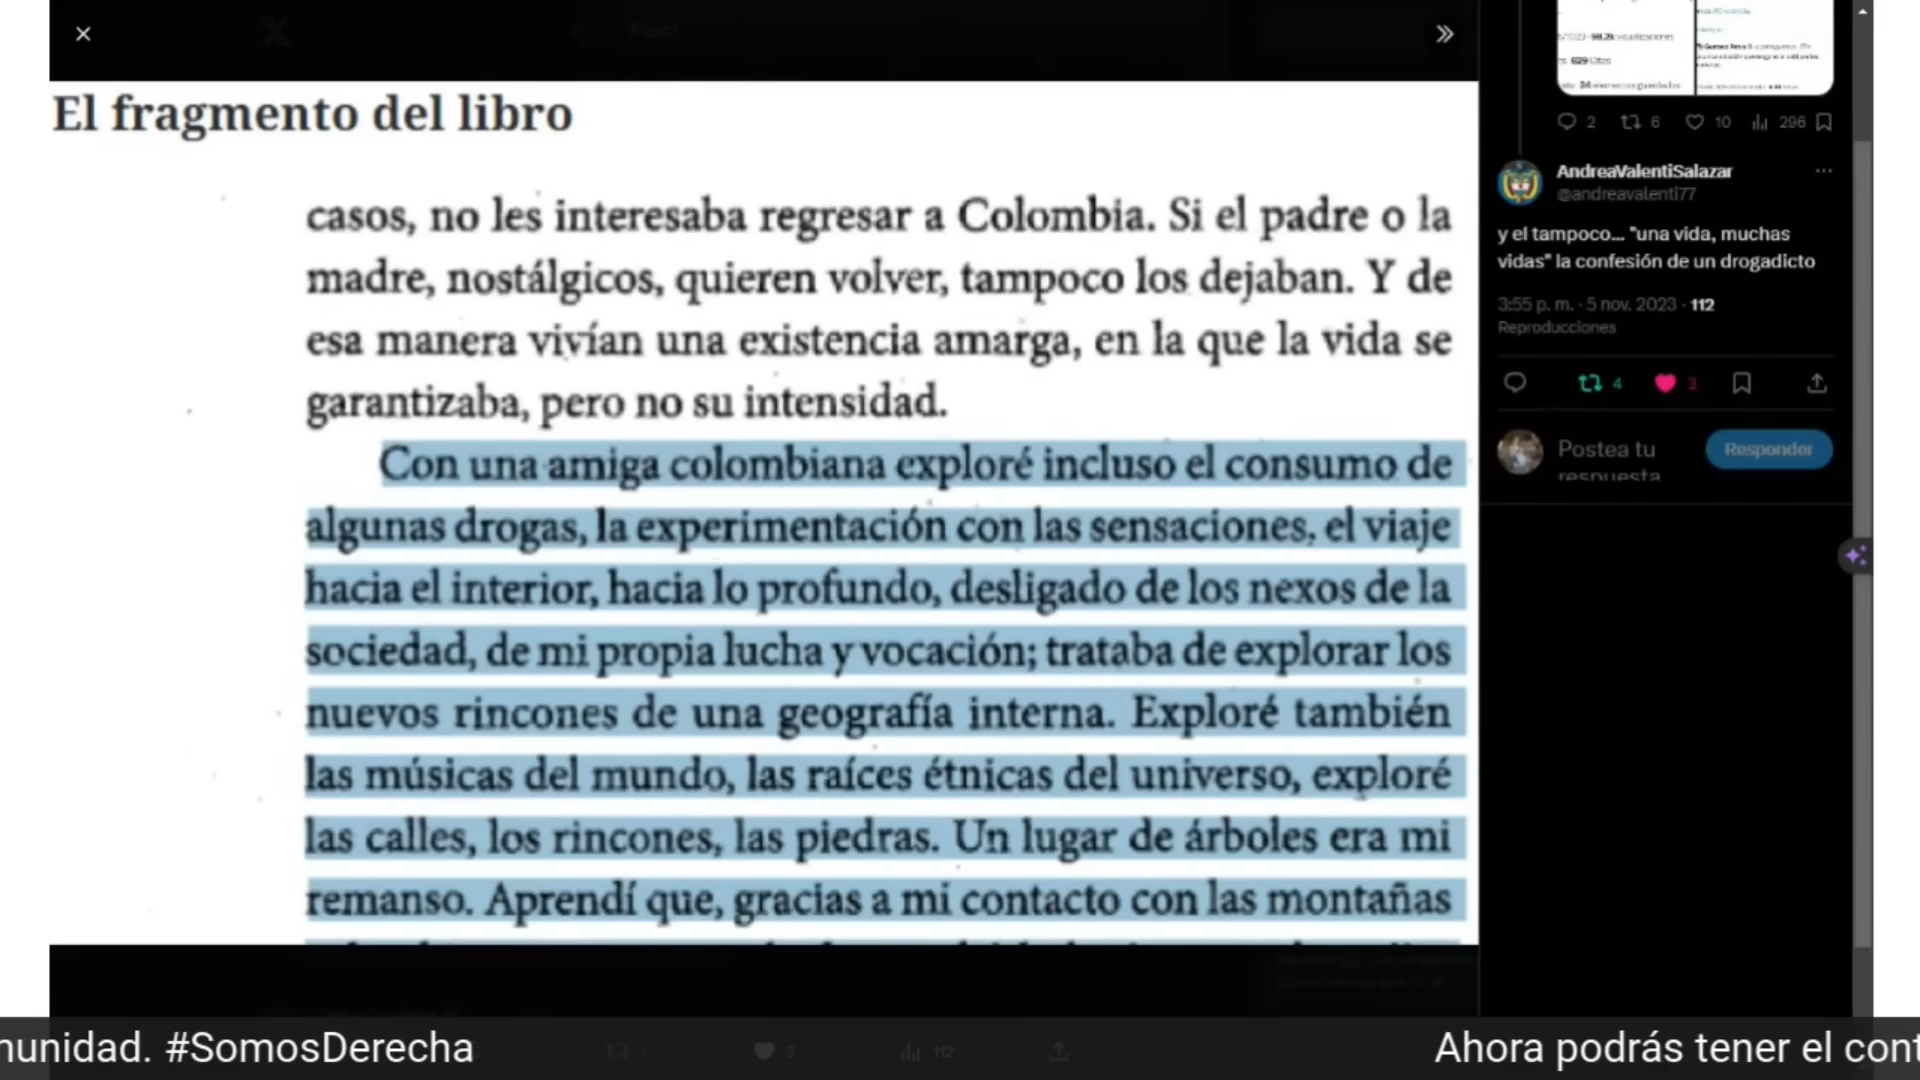 El fragmento del libro
casos, no les interesaba regresar a Colombia. Si el padre o la
madre, nostálgicos, quieren volver, tampoco los dejaban. Y de
esa manera vivían una existencia amarga, en la que la vida se
garantizaba, pero no su intensidad.
Con una amiga colombiana exploré incluso el consumo de
algunas drogas, la experimentación con las sensaciones, el viaje
hacia el interior, hacia lo profundo, desligado de los nexos de la
sociedad, de mi propia lucha y vocación; trataba de explorar los
nuevos rincones de una geografía interna. Exploré también
las músicas del mundo, las raíces étnicas del universo, exploré
las calles, los rincones, las piedras. Un lugar de árboles era mi
remanso. Aprendí que, gracias a mi contacto con las montañas
629 Citas
2 6 10 296
AndreaValentiSalazar
@andreavalenti77
y el tampoco... "una vida, muchas
vidas" la confesión de un drogadicto
3:55 p. m. · 5 nov. 2023 · 112
Reproducciones
4 3
Postea tu
respuesta
Responder
3 112
munidad. #SomosDerecha
Ahora podrás tener el cont